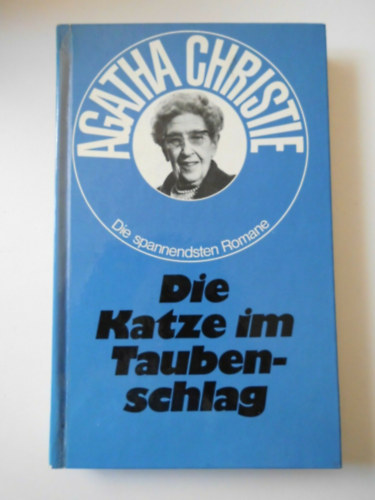 AGATHA CHRISTIE
Die spannendsten Romane
Die
Katze im
Tauben-
schlag